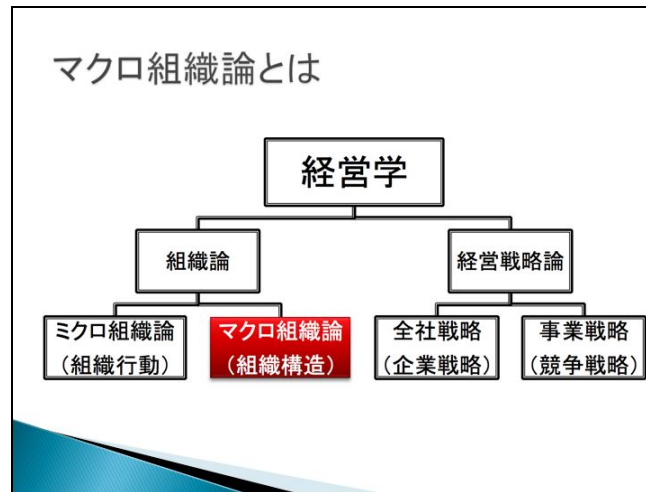 マクロ組織論とは
経営学
組織論
経営戦略論
ミクロ組織論
(組織行動)
マクロ組織論
(組織構造)
全社戦略
(企業戦略)
事業戦略
(競争戦略)